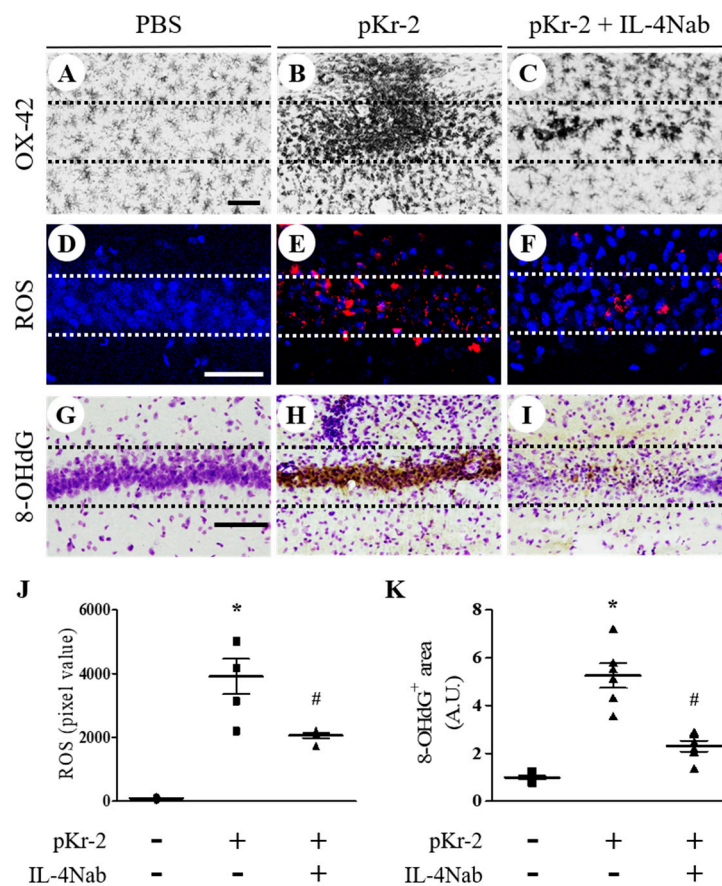 PBS pKr-2 pKr-2 + IL-4Nab
OX-42 A B C
ROS D E F
8-OHdG G H I
J K
ROS (pixel value)
6000
4000
2000
0
*
#
8-OHdG⁺ area
(A.U.)
8
6
4
2
0
*
#
pKr-2 - + + pKr-2 - + +
IL-4Nab - - + IL-4Nab - - +